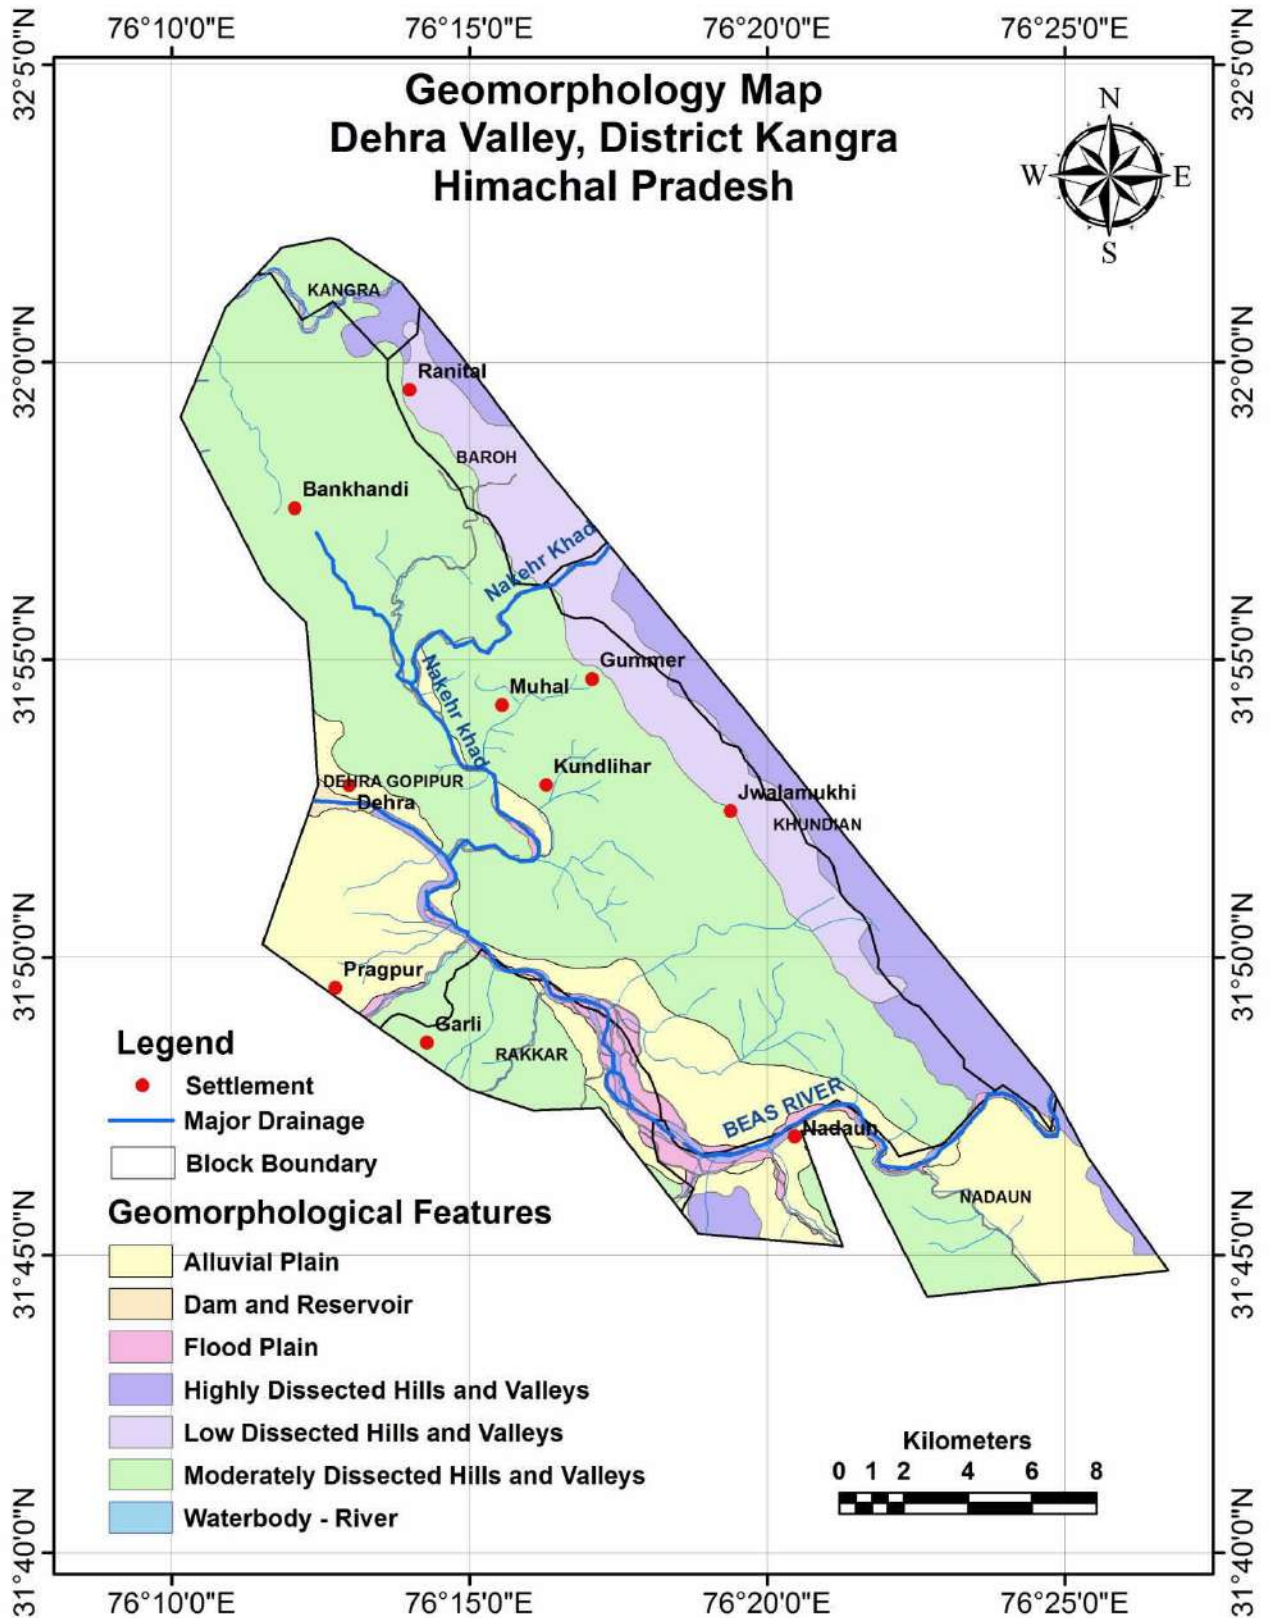 76°10'0"E 76°15'0"E 76°20'0"E 76°25'0"E
32°5'0"N
32°5'0"N
Geomorphology Map
Dehra Valley, District Kangra
Himachal Pradesh
N
W E
S
KANGRA
32°0'0"N
32°0'0"N
Ranital
BAROH
Bankhandi
Nakehr Khad
31°55'0"N
31°55'0"N
Gummer
Nakehr khad
Muhal
Kundlihar
DEHRA GOPIPUR
Dehra
Jwalamukhi
KHUNDIAN
31°50'0"N
31°50'0"N
Pragpur
Garli
RAKKAR
BEAS RIVER
Nadaun
NADAUN
31°45'0"N
31°45'0"N
Legend
Settlement
Major Drainage
Block Boundary
Geomorphological Features
Alluvial Plain
Dam and Reservoir
Flood Plain
Highly Dissected Hills and Valleys
Low Dissected Hills and Valleys
Moderately Dissected Hills and Valleys
Waterbody - River
Kilometers
0 1 2 4 6 8
31°40'0"N
31°40'0"N
76°10'0"E 76°15'0"E 76°20'0"E 76°25'0"E